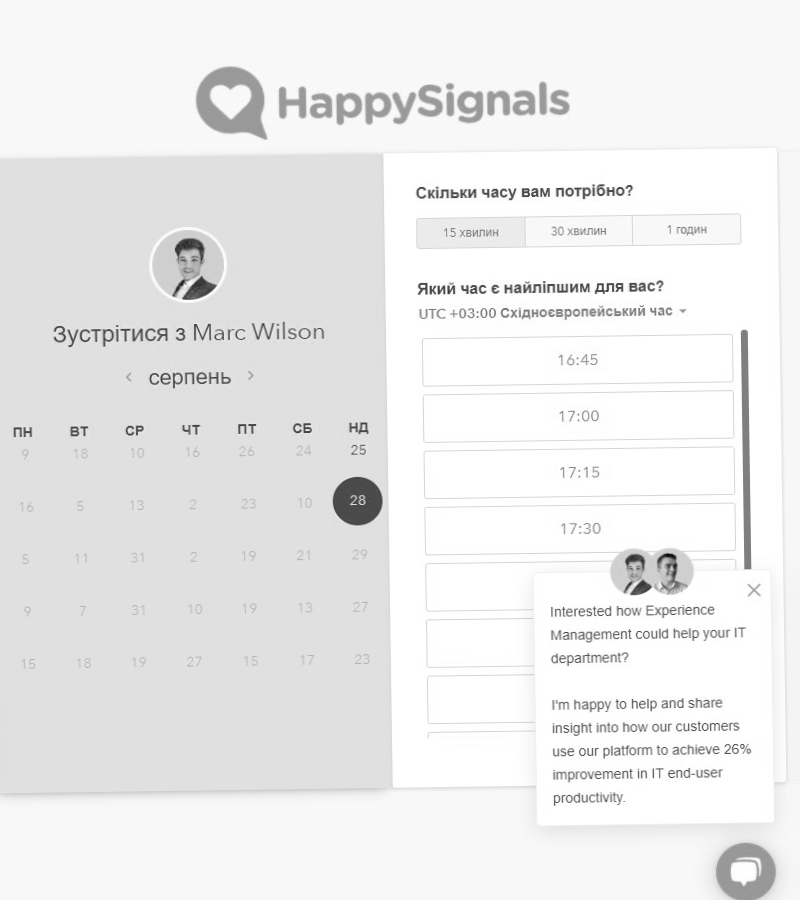 HappySignals
Зустрітися з Marc Wilson
серпень
ПН ВТ СР ЧТ ПТ СБ НД
9 18 10 16 26 24 25
16 5 13 2 23 10 28
5 11 31 2 19 21 29
9 7 31 10 19 13 27
15 18 19 27 15 17 23
Скільки часу вам потрібно?
15 хвилин 30 хвилин 1 годин
Який час є найліпшим для вас?
UTC +03:00 Східноєвропейський час
16:45
17:00
17:15
17:30
Interested how Experience
Management could help your IT
department?
I'm happy to help and share
insight into how our customers
use our platform to achieve 26%
improvement in IT end-user
productivity.